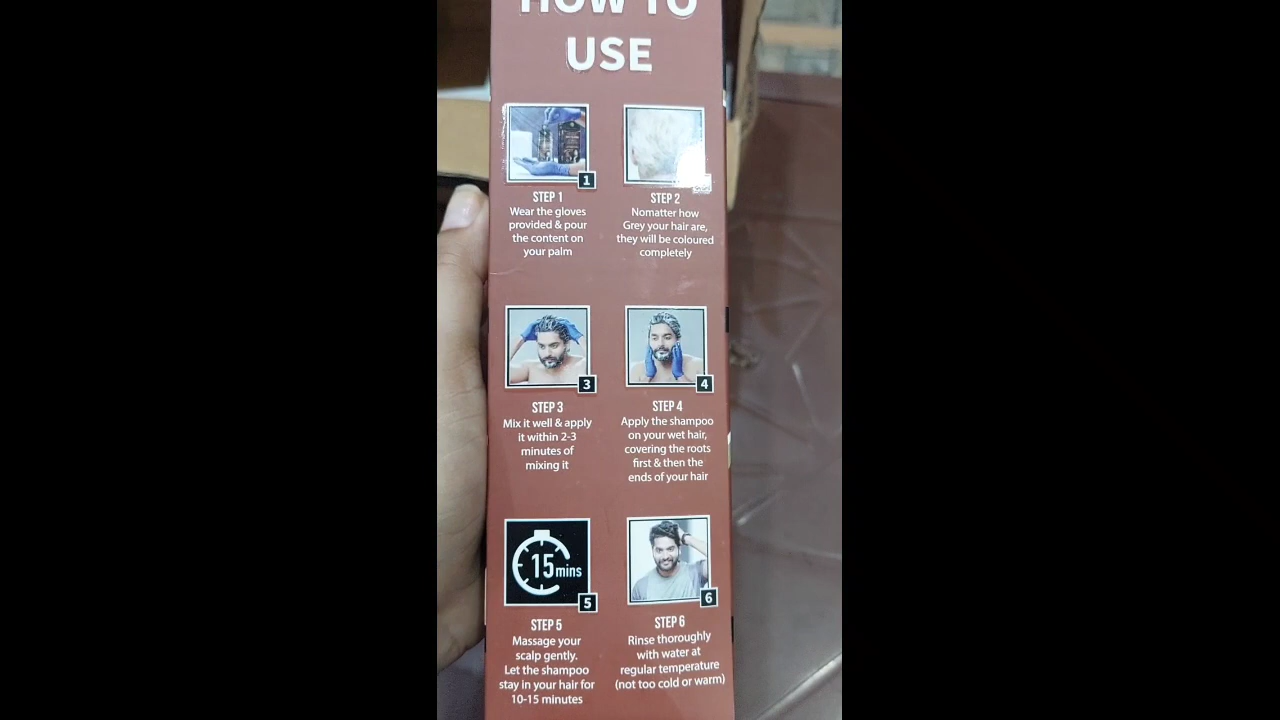 HOW TO
USE
1
STEP 1
Wear the gloves
provided & pour
the content on
your palm
STEP 2
Nomatter how
Grey your hair are,
they will be coloured
completely
3
STEP 3
Mix it well & apply
it within 2-3
minutes of
mixing it
4
STEP 4
Apply the shampoo
on your wet hair,
covering the roots
first & then the
ends of your hair
15 mins
5
STEP 5
Massage your
scalp gently.
Let the shampoo
stay in your hair for
10-15 minutes
6
STEP 6
Rinse thoroughly
with water at
regular temperature
(not too cold or warm)